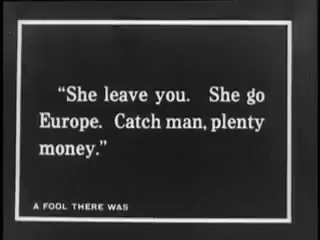 “She leave you. She go
Europe. Catch man, plenty
money.”
A FOOL THERE WAS